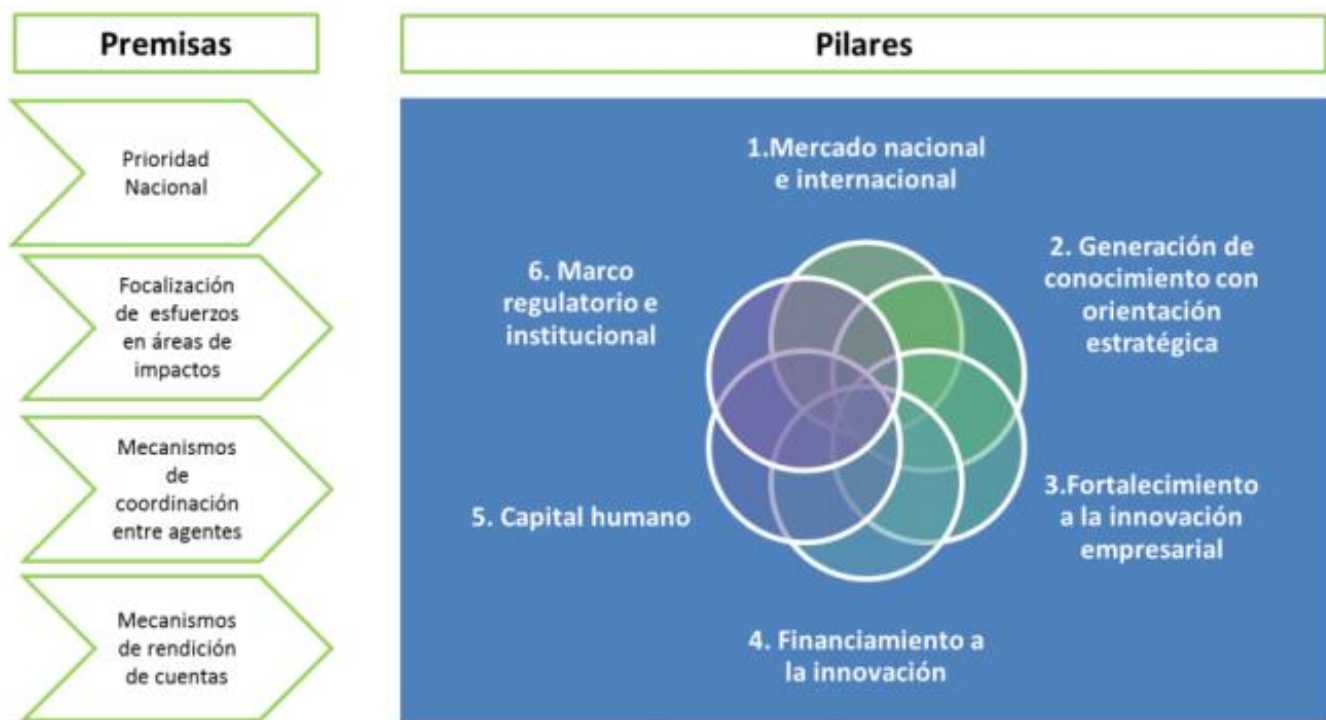 Premisas
Prioridad
Nacional
Focalización
de esfuerzos
en áreas de
impactos
Mecanismos
de
coordinación
entre agentes
Mecanismos
de rendición
de cuentas
Pilares
1.Mercado nacional
e internacional
2. Generación de
conocimiento con
orientación
estratégica
3.Fortalecimiento
a la innovación
empresarial
4. Financiamiento a
la innovación
5. Capital humano
6. Marco
regulatorio e
institucional